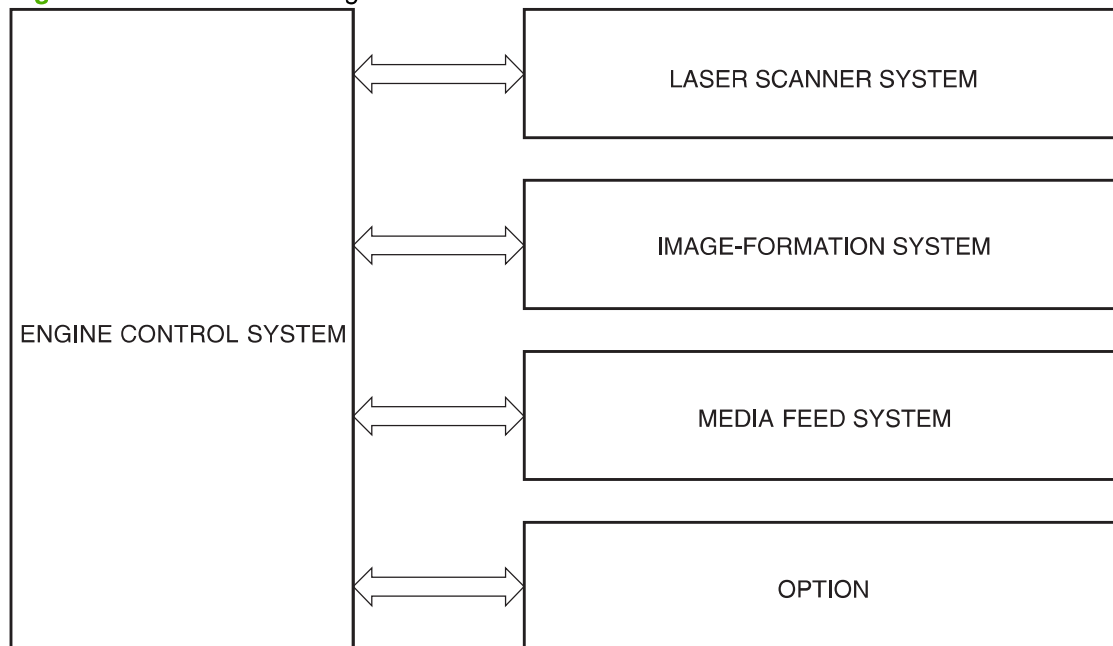 LASER SCANNER SYSTEM
IMAGE-FORMATION SYSTEM
ENGINE CONTROL SYSTEM
MEDIA FEED SYSTEM
OPTION